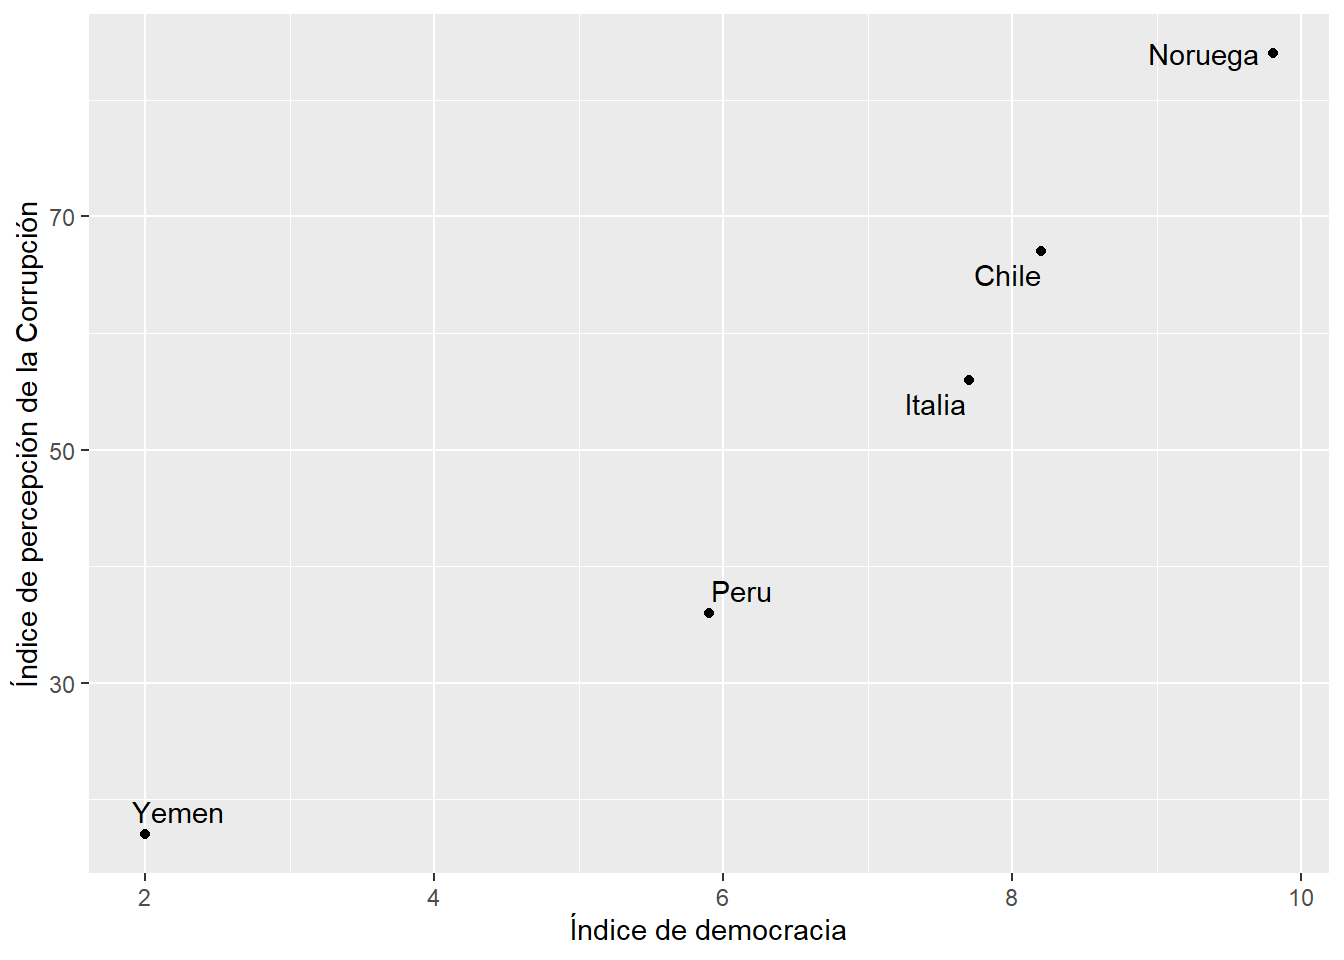 Noruega
70
Chile
Italia
50
Peru
30
Yemen
2 4 6 8 10
Índice de democracia
Índice de percepción de la Corrupción